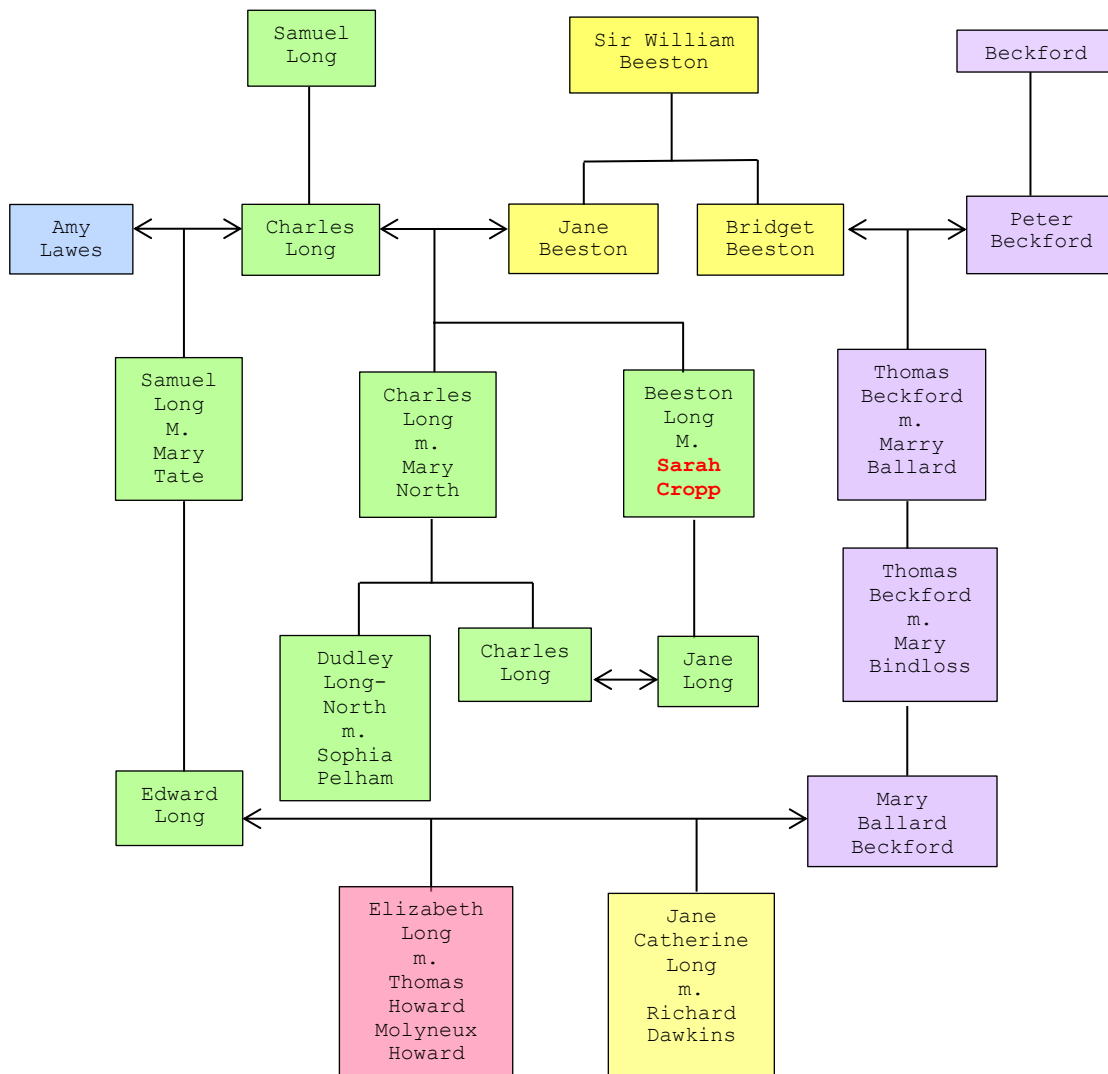 Samuel
Long
Sir William
Beeston
Beckford
Amy
Lawes
Charles
Long
Jane
Beeston
Bridget
Beeston
Peter
Beckford
Samuel
Long
M.
Mary
Tate
Charles
Long
m.
Mary
North
Beeston
Long
M.
Sarah
Cropp
Thomas
Beckford
m.
Marry
Ballard
Thomas
Beckford
m.
Mary
Bindloss
Dudley
Long-
North
m.
Sophia
Pelham
Charles
Long
Jane
Long
Edward
Long
Mary
Ballard
Beckford
Elizabeth
Long
m.
Thomas
Howard
Molyneux
Howard
Jane
Catherine
Long
m.
Richard
Dawkins